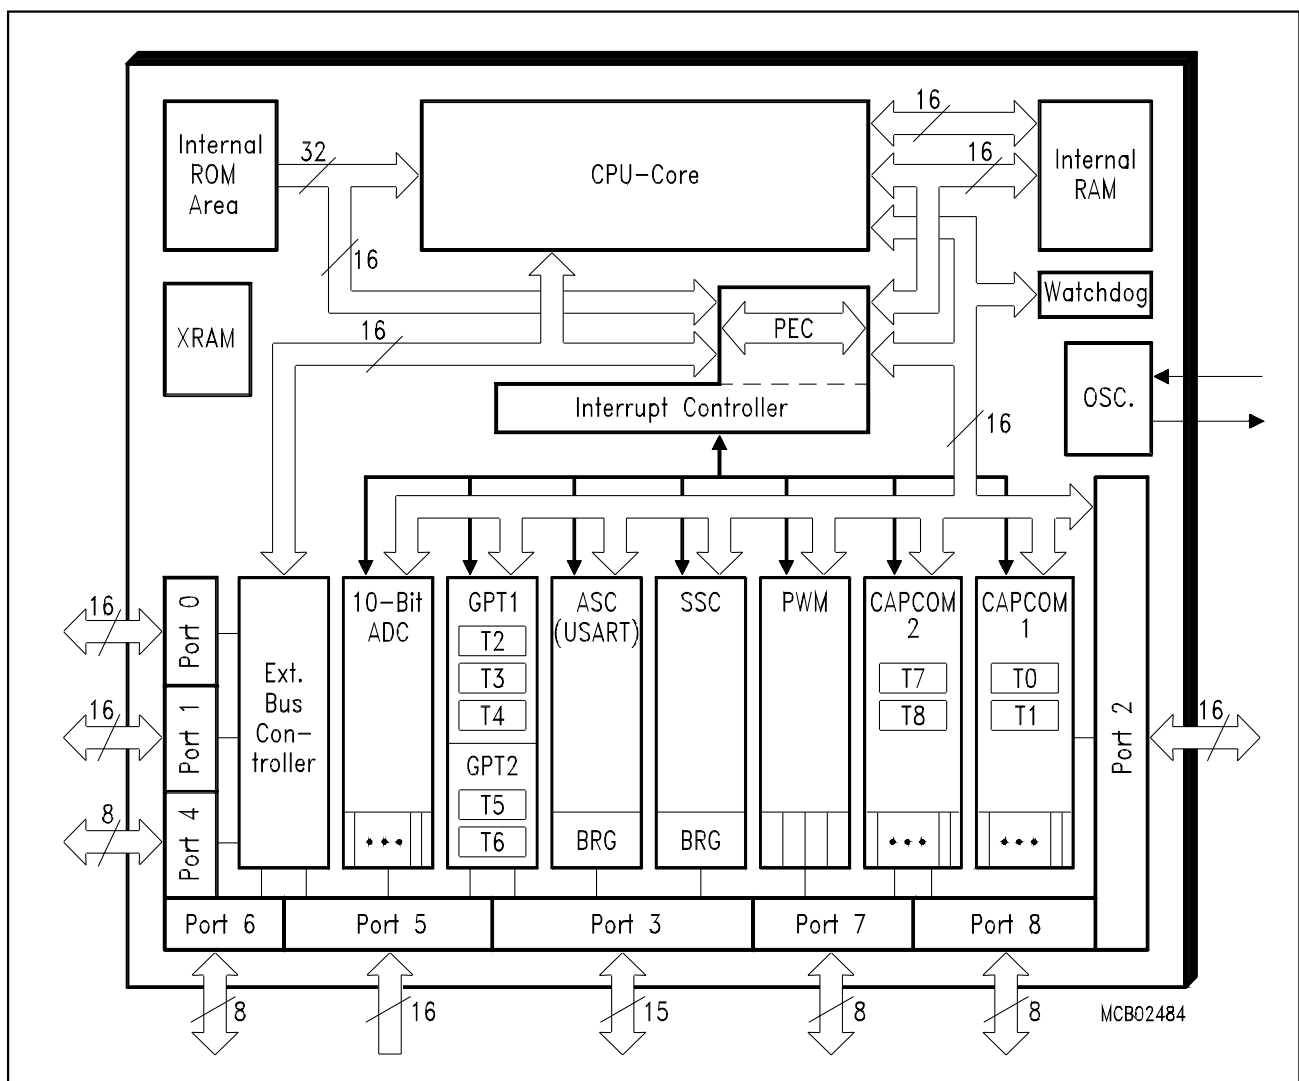 Internal
ROM
Area
32
CPU-Core
16
16
Internal
RAM
16
XRAM
16
PEC
Watchdog
Interrupt Controller
16
OSC.
16
Port 0
16
Port 1
8
Port 4
Ext.
Bus
Con-
troller
10-Bit
ADC
GPT1
T2
T3
T4
GPT2
T5
T6
ASC
(USART)
BRG
SSC
BRG
PWM
CAPCOM
2
T7
T8
CAPCOM
1
T0
T1
Port 2
16
Port 6
Port 5
Port 3
Port 7
Port 8
8
16
15
8
8
MCB02484